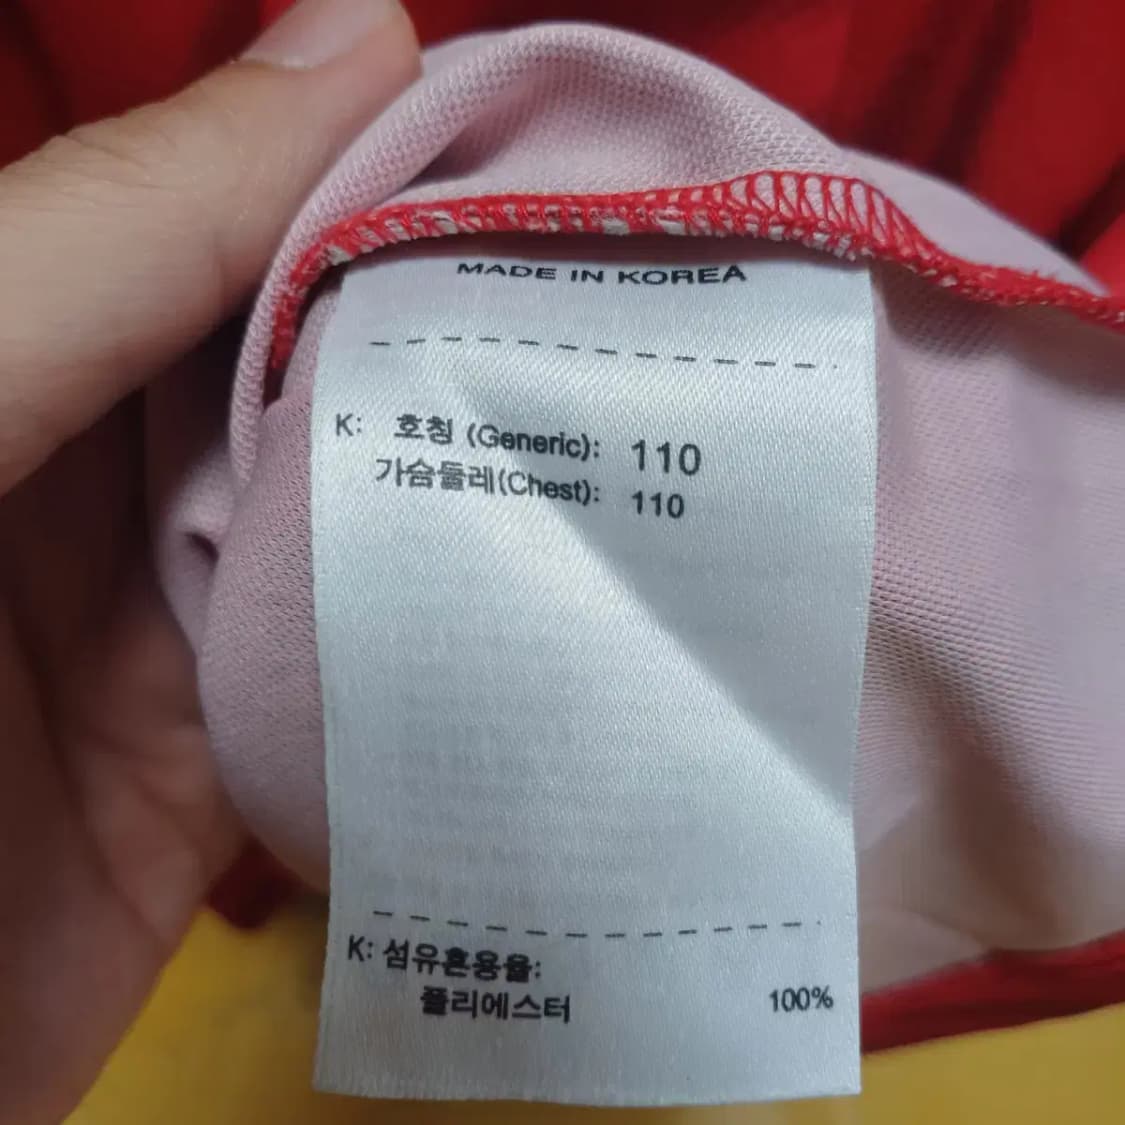 MADE IN KOREA
K: 호칭 (Generic): 110
가슴둘레(Chest): 110
K: 섬유혼용율:
폴리에스터 100%